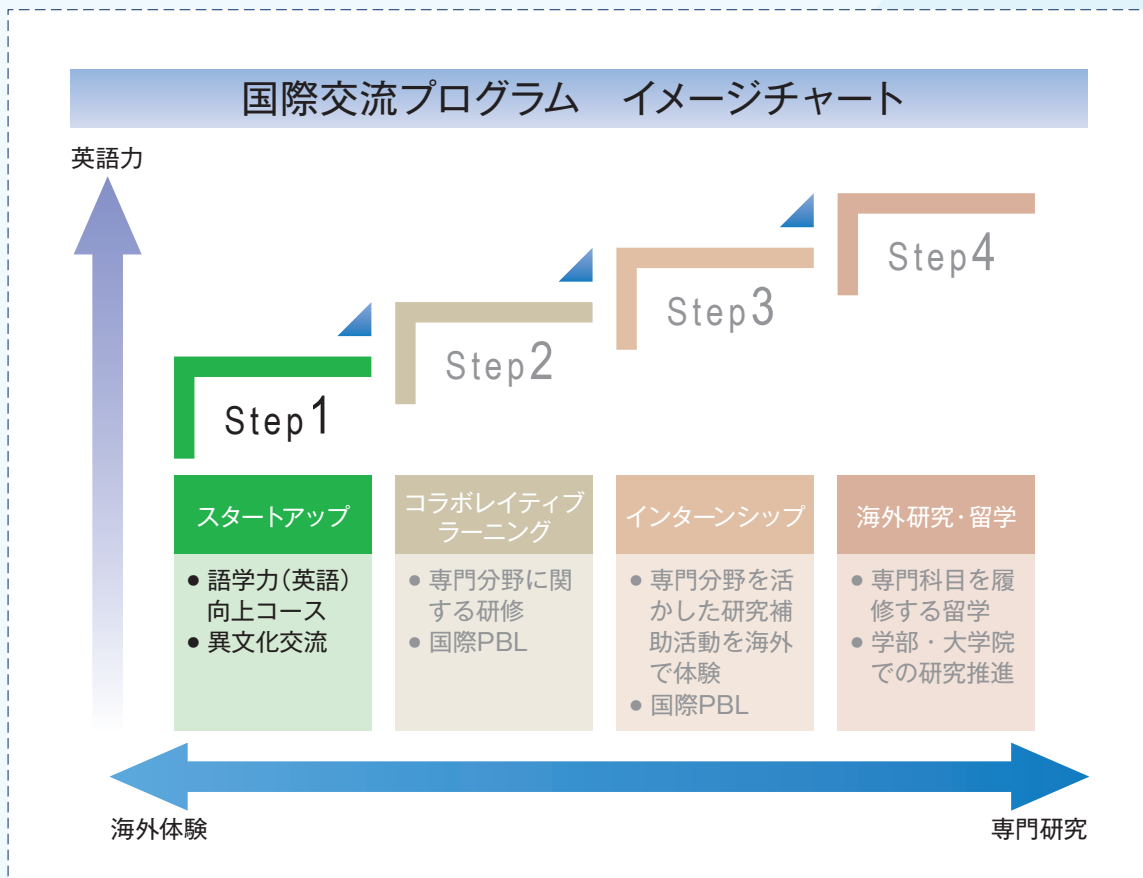 国際交流プログラム　イメージチャート
英語力
Step1
Step2
Step3
Step4
スタートアップ
● 語学力（英語）
向上コース
● 異文化交流
コラボレイティブ
ラーニング
● 専門分野に関
する研修
● 国際PBL
インターンシップ
● 専門分野を活
かした研究補
助活動を海外
で体験
● 国際PBL
海外研究・留学
● 専門科目を履
修する留学
● 学部・大学院
での研究推進
海外体験
専門研究